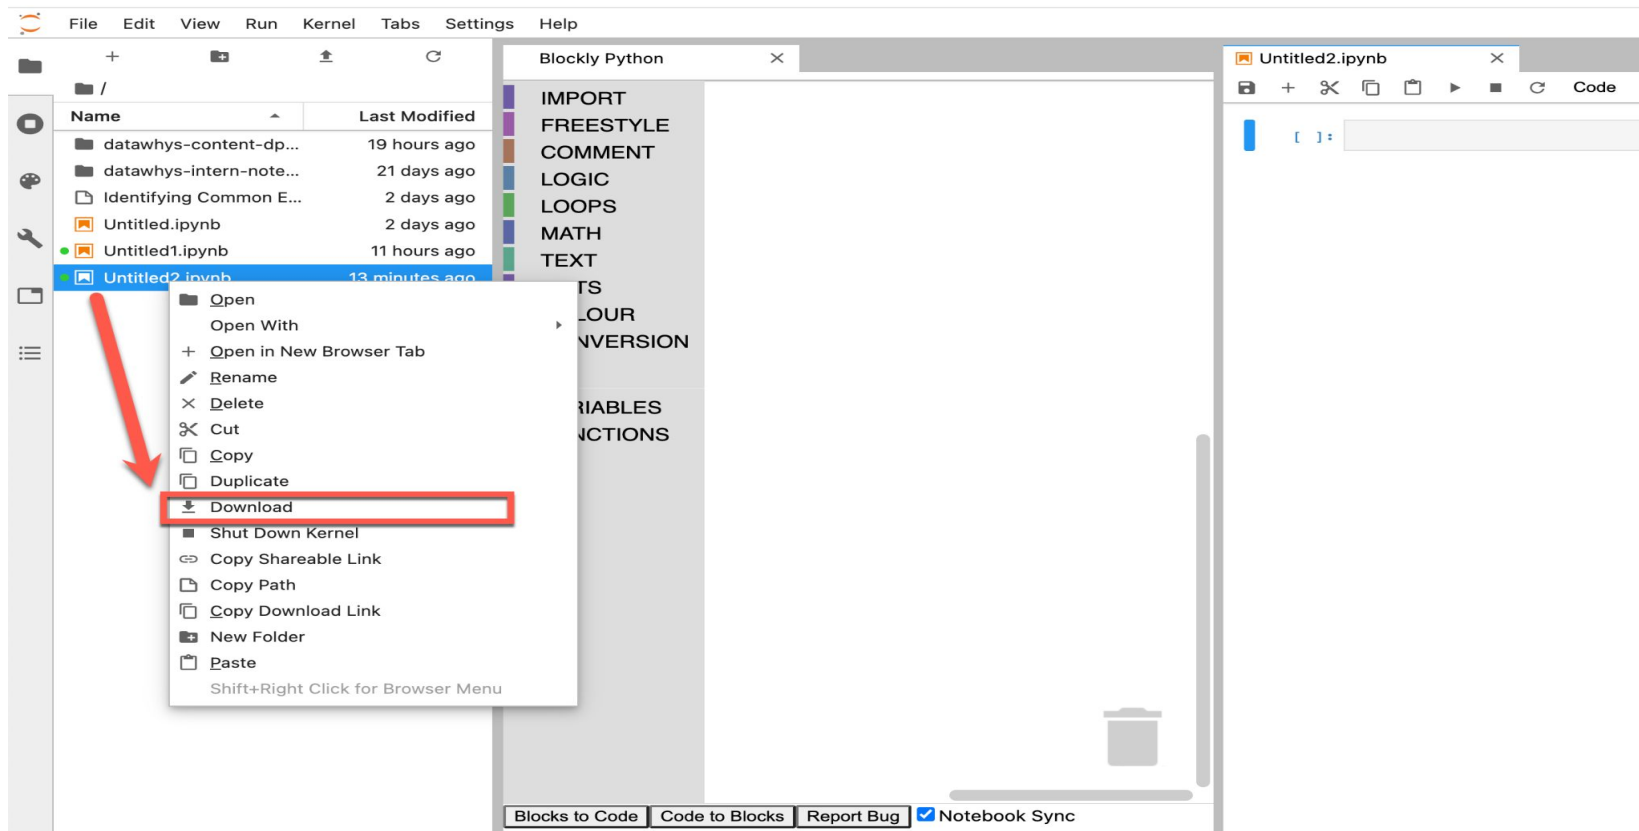 File Edit View Run Kernel Tabs Settings Help
/
Name Last Modified
datawhys-content-dp... 19 hours ago
datawhys-intern-note... 21 days ago
Identifying Common E... 2 days ago
Untitled.ipynb 2 days ago
Untitled1.ipynb 11 hours ago
Untitled2.ipynb 13 minutes ago
Open
Open With
Open in New Browser Tab
Rename
Delete
Cut
Copy
Duplicate
Download
Shut Down Kernel
Copy Shareable Link
Copy Path
Copy Download Link
New Folder
Paste
Shift+Right Click for Browser Menu
Blockly Python
IMPORT
FREESTYLE
COMMENT
LOGIC
LOOPS
MATH
TEXT
TS
LOUR
NVERSION
RIABLES
NCTIONS
Blocks to Code Code to Blocks Report Bug Notebook Sync
Untitled2.ipynb
Code
[ ]: